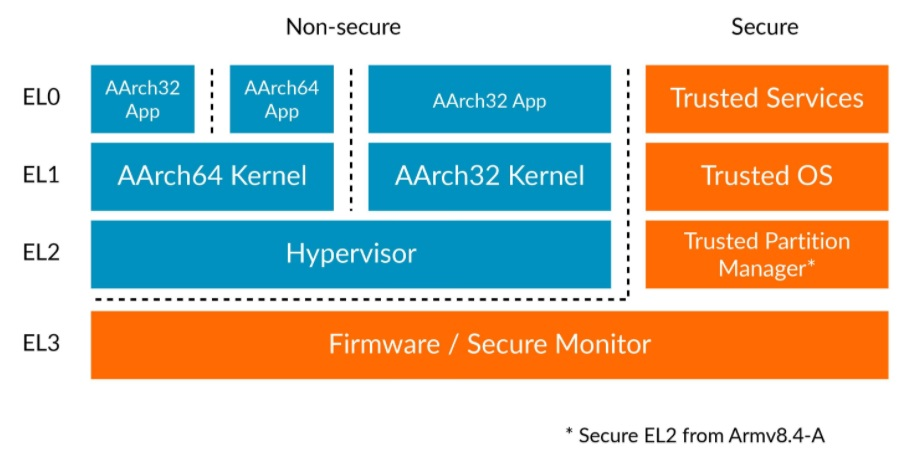 Non-secure
Secure
EL0
AArch32
App
AArch64
App
AArch32 App
Trusted Services
EL1
AArch64 Kernel
AArch32 Kernel
Trusted OS
EL2
Hypervisor
Trusted Partition
Manager*
EL3
Firmware / Secure Monitor
* Secure EL2 from Armv8.4-A